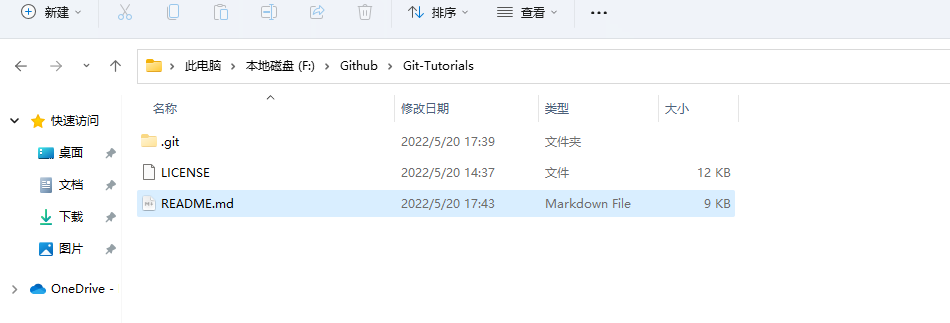 新建 排序 查看
此电脑 本地磁盘 (F:) Github Git-Tutorials
名称 修改日期 类型 大小
快速访问
.git 2022/5/20 17:39 文件夹
桌面
LICENSE 2022/5/20 14:37 文件 12 KB
文档
README.md 2022/5/20 17:43 Markdown File 9 KB
下载
图片
OneDrive -